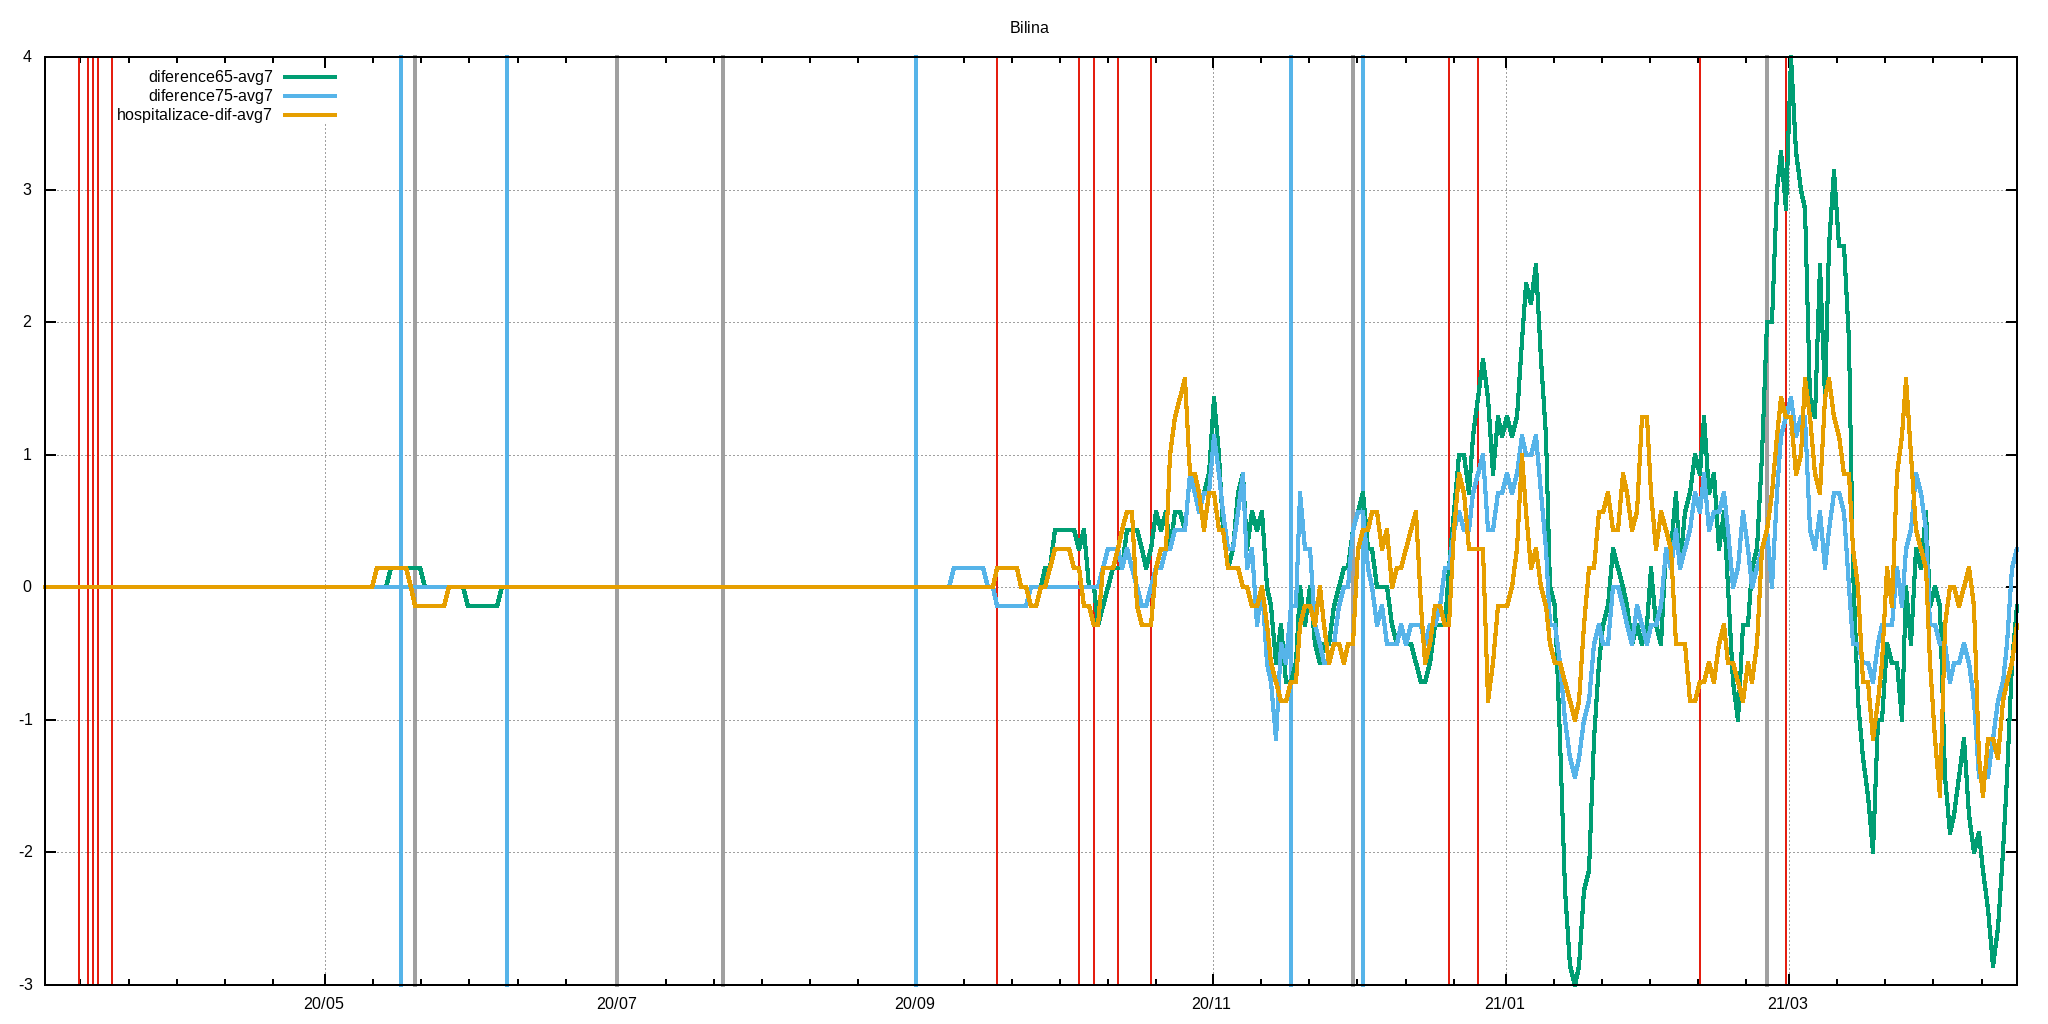 Bilina
4
diference65-avg7
diference75-avg7
hospitalizace-dif-avg7
3
2
1
0
-1
-2
-3
20/05 20/07 20/09 20/11 21/01 21/03